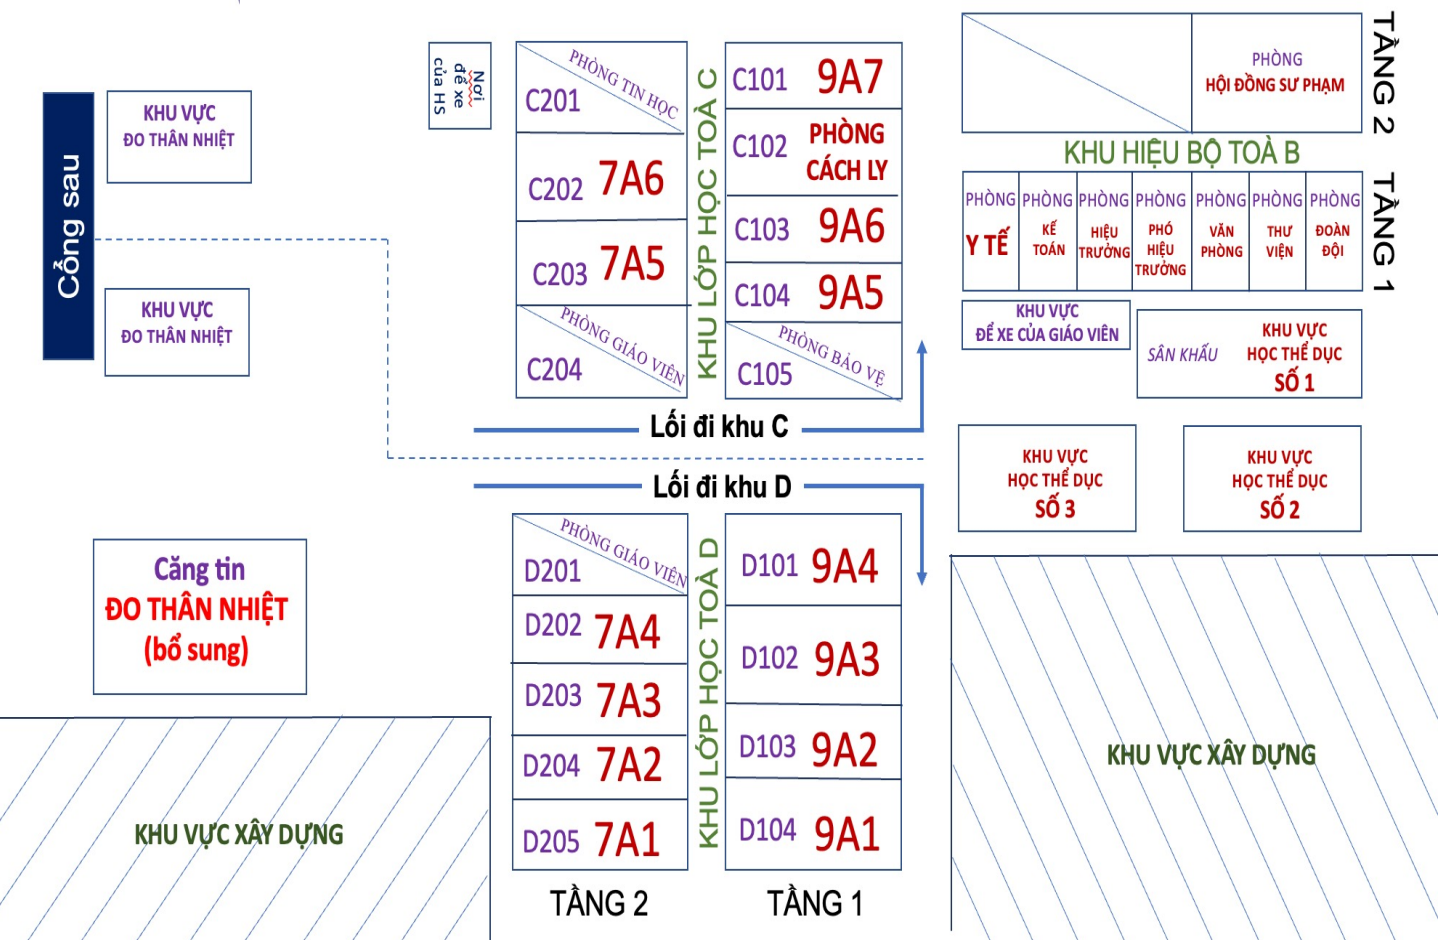 Cổng sau
KHU VỰC
ĐO THÂN NHIỆT
KHU VỰC
ĐO THÂN NHIỆT
Căng tin
ĐO THÂN NHIỆT
(bổ sung)
KHU VỰC XÂY DỰNG
Nơi
để xe
của HS
C201
PHÒNG TIN HỌC
C202 7A6
C203 7A5
C204
PHÒNG GIÁO VIÊN
KHU LỚP HỌC TOÀ C
C101 9A7
C102 PHÒNG
CÁCH LY
C103 9A6
C104 9A5
C105
PHÒNG BẢO VỆ
Lối đi khu C
Lối đi khu D
D201
PHÒNG GIÁO VIÊN
D202 7A4
D203 7A3
D204 7A2
D205 7A1
TẦNG 2
KHU LỚP HỌC TOÀ D
D101 9A4
D102 9A3
D103 9A2
D104 9A1
TẦNG 1
PHÒNG
HỘI ĐỒNG SƯ PHẠM
TẦNG 2
KHU HIỆU BỘ TOÀ B
PHÒNG
Y TẾ
PHÒNG
KẾ
TOÁN
PHÒNG
HIỆU
TRƯỞNG
PHÒNG
PHÓ
HIỆU
TRƯỞNG
PHÒNG
VĂN
PHÒNG
PHÒNG
THƯ
VIỆN
PHÒNG
ĐOÀN
ĐỘI
TẦNG 1
KHU VỰC
ĐỂ XE CỦA GIÁO VIÊN
SÂN KHẤU
KHU VỰC
HỌC THỂ DỤC
SỐ 1
KHU VỰC
HỌC THỂ DỤC
SỐ 3
KHU VỰC
HỌC THỂ DỤC
SỐ 2
KHU VỰC XÂY DỰNG